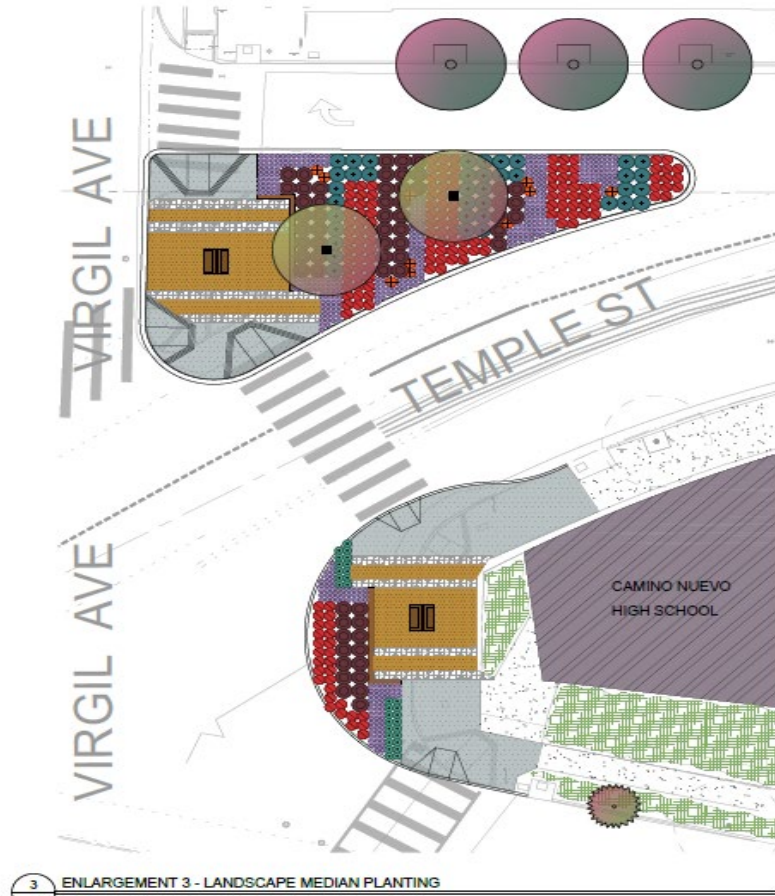 VIRGIL AVE
TEMPLE ST
VIRGIL AVE
CAMINO NUEVO
HIGH SCHOOL
3 ENLARGEMENT 3 - LANDSCAPE MEDIAN PLANTING